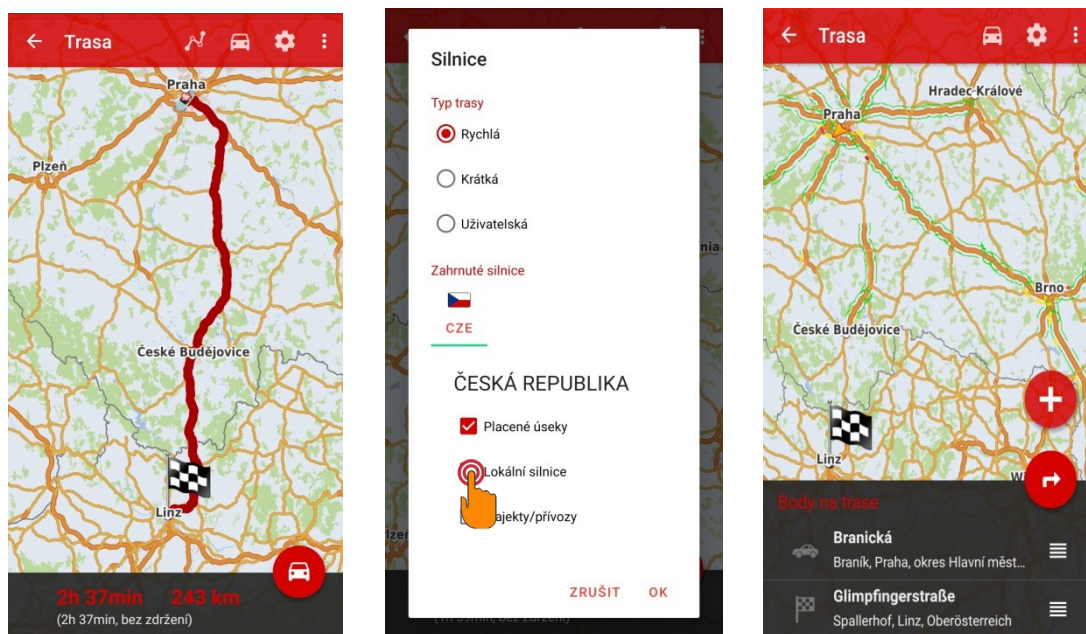 Trasa
Praha
Plzeň
České Budějovice
Linz
2h 37min 243 km
(2h 37min, bez zdržení)
Silnice
Typ trasy
Rychlá
Krátká
Uživatelská
Zahrnuté silnice
CZE
ČESKÁ REPUBLIKA
Placené úseky
Lokální silnice
ajekty/přívozy
ZRUŠIT OK
Trasa
Hradec Králové
Praha
Brno
České Budějovice
Linz
Body na trase
Branická
Braník, Praha, okres Hlavní měst...
Glimpfingerstraße
Spallerhof, Linz, Oberösterreich